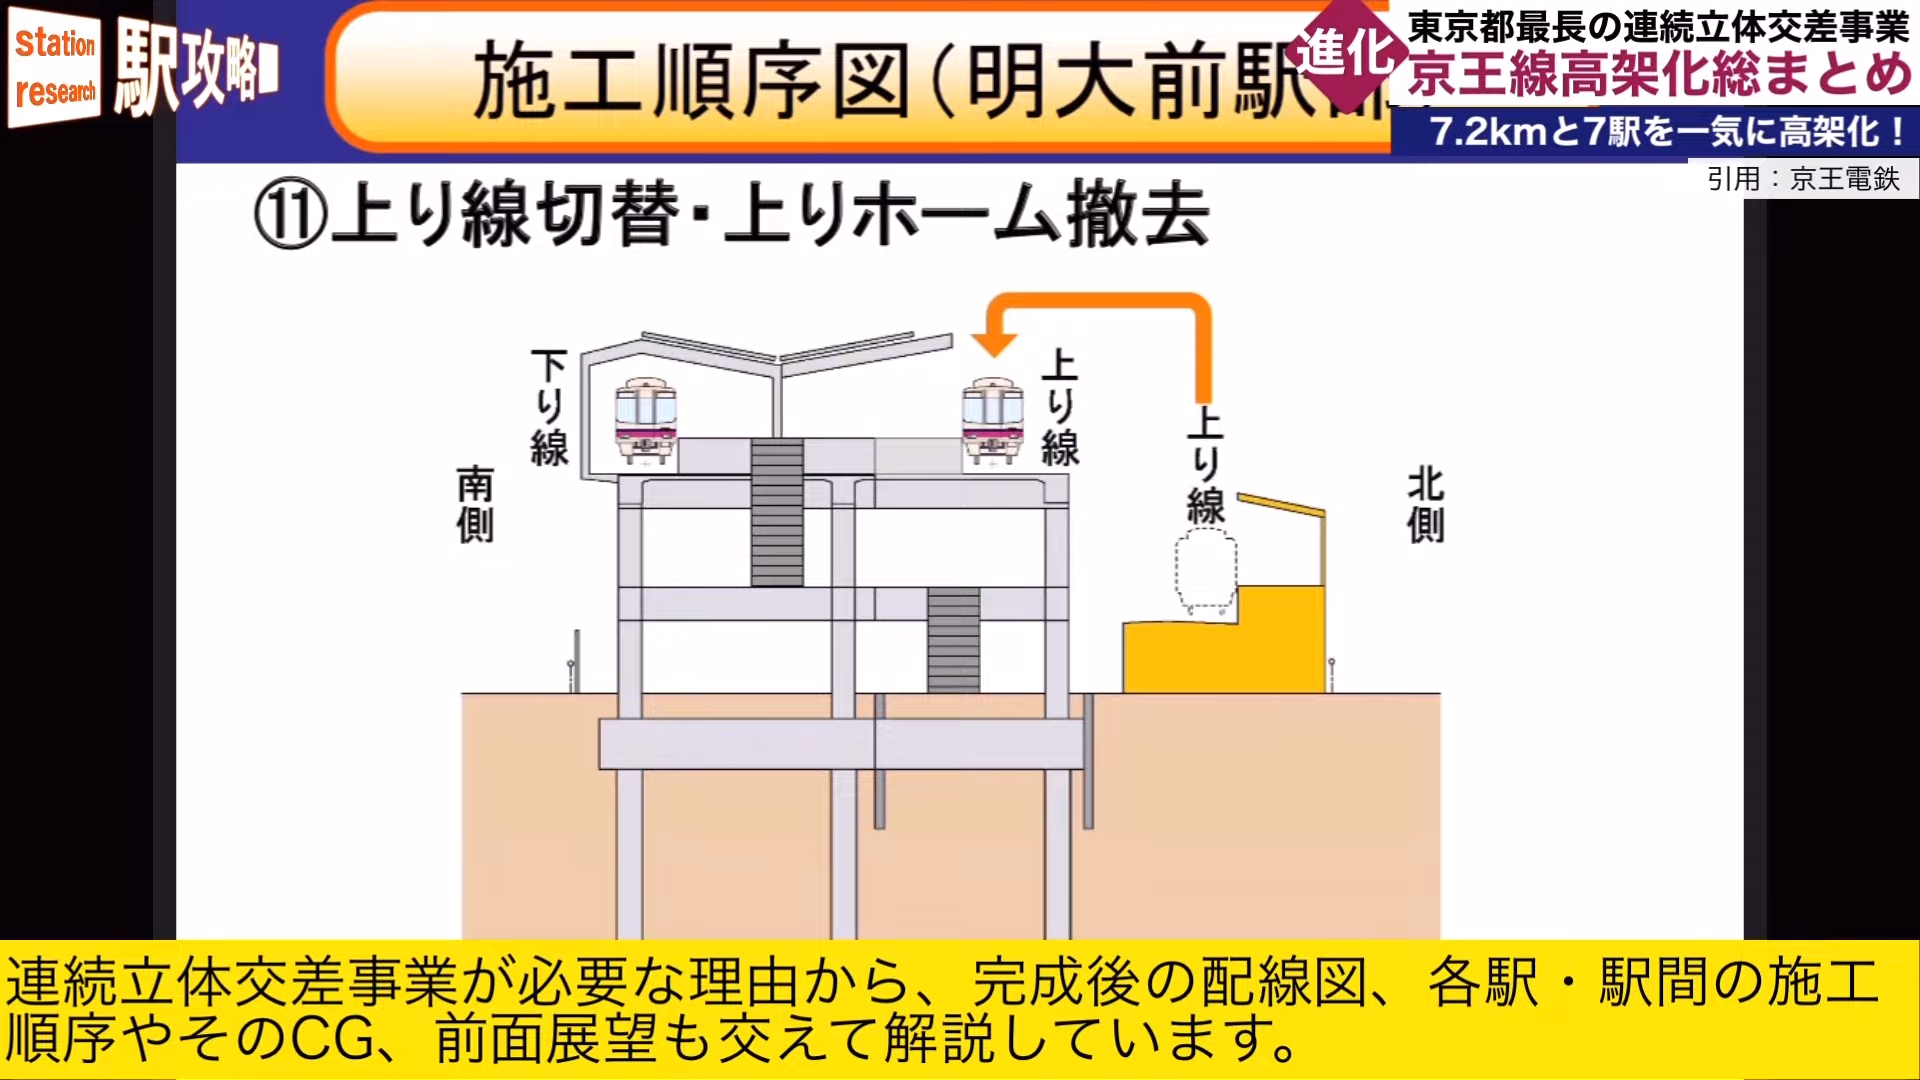 Station
research
駅攻略
施工順序図（明大前駅部
進化
東京都最長の連続立体交差事業
京王線高架化総まとめ
7.2kmと7駅を一気に高架化！
引用：京王電鉄
⑪上り線切替・上りホーム撤去
下り線
上り線
上り線
南側
北側
連続立体交差事業が必要な理由から、完成後の配線図、各駅・駅間の施工
順序やそのCG、前面展望も交えて解説しています。